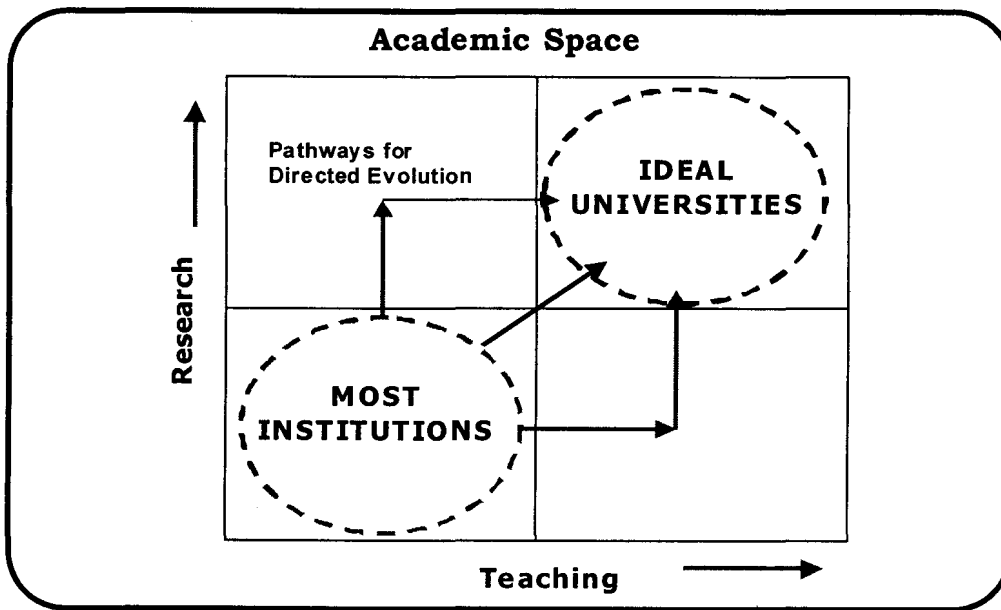 Academic Space
Pathways for
Directed Evolution
IDEAL
UNIVERSITIES
Research
MOST
INSTITUTIONS
Teaching